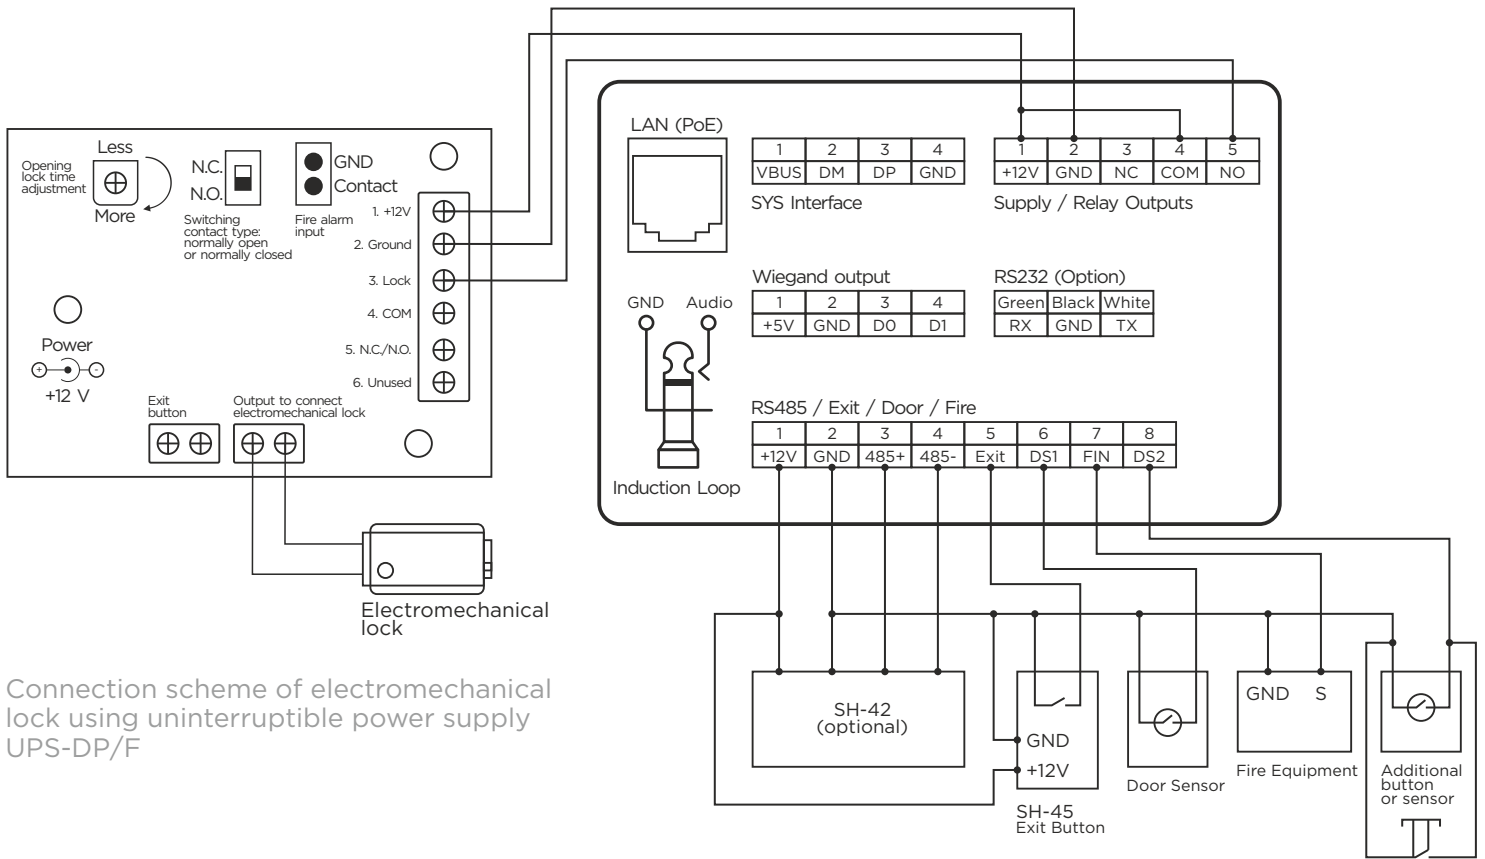 Less
Opening
lock time
adjustment
More
N.C.
N.O.
Switching
contact type:
normally open
or normally closed
GND
Contact
Fire alarm
input
1. +12V
2. Ground
3. Lock
4. COM
5. N.C./N.O.
6. Unused
Power
+ -
+12 V
Exit
button
Output to connect
electromechanical lock
Electromechanical
lock
Connection scheme of electromechanical
lock using uninterruptible power supply
UPS-DP/F
LAN (PoE)
1 2 3 4
VBUS DM DP GND
SYS Interface
1 2 3 4 5
+12V GND NC COM NO
Supply / Relay Outputs
Wiegand output
1 2 3 4
+5V GND D0 D1
RS232 (Option)
Green Black White
RX GND TX
GND Audio
Induction Loop
RS485 / Exit / Door / Fire
1 2 3 4 5 6 7 8
+12V GND 485+ 485- Exit DS1 FIN DS2
SH-42
(optional)
GND
+12V
SH-45
Exit Button
Door Sensor
GND S
Fire Equipment
Additional
button
or sensor